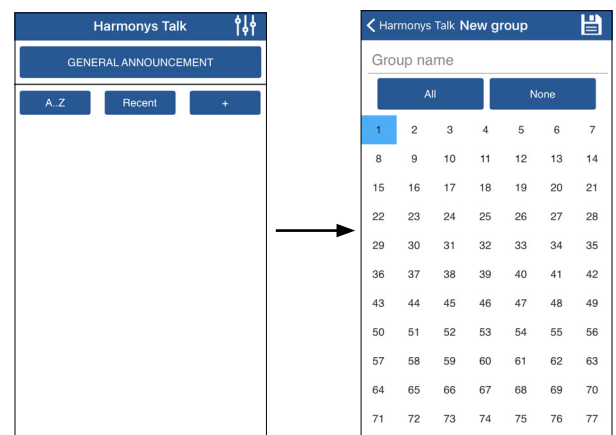 Harmonys Talk
GENERAL ANNOUNCEMENT
A..Z Recent +
Harmonys Talk New group
Group name
All None
1 2 3 4 5 6 7
8 9 10 11 12 13 14
15 16 17 18 19 20 21
22 23 24 25 26 27 28
29 30 31 32 33 34 35
36 37 38 39 40 41 42
43 44 45 46 47 48 49
50 51 52 53 54 55 56
57 58 59 60 61 62 63
64 65 66 67 68 69 70
71 72 73 74 75 76 77